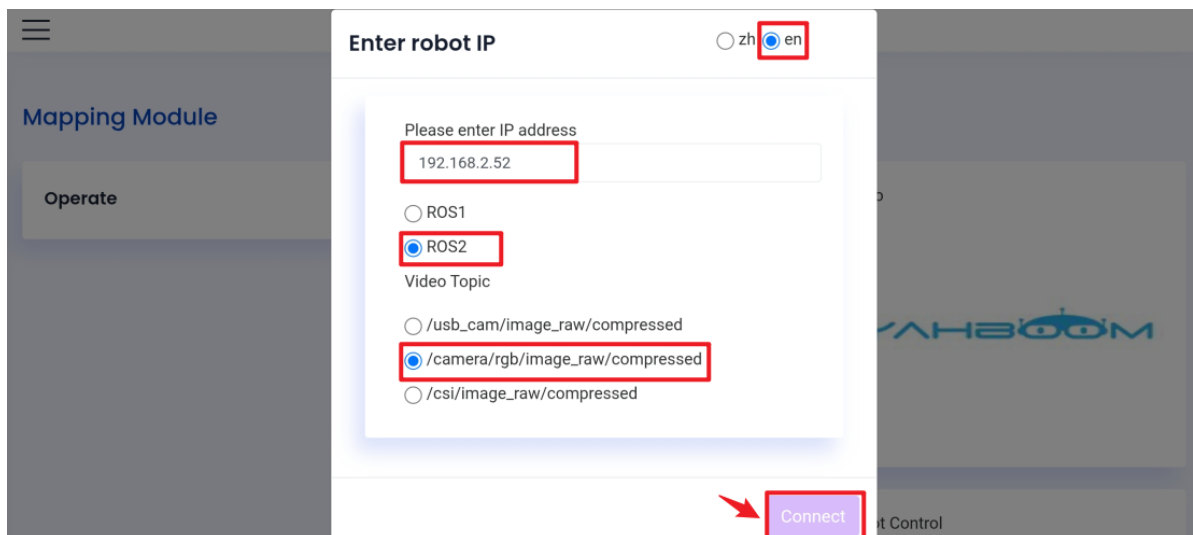 Enter robot IP
zh en
Mapping Module
Please enter IP address
192.168.2.52
Operate
ROS1
ROS2
Video Topic
/usb_cam/image_raw/compressed
YAHBOOM
/camera/rgb/image_raw/compressed
/csi/image_raw/compressed
Connect
Control